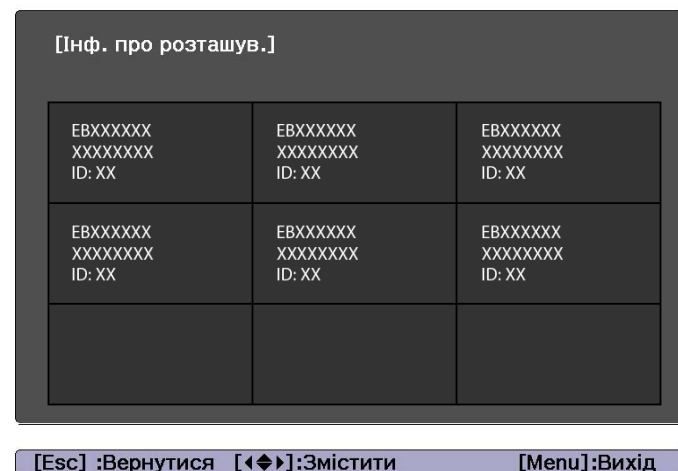 [Інф. про розташув.]
EBXXXXXX EBXXXXXX EBXXXXXX
XXXXXXXX XXXXXXXX XXXXXXXX
ID: XX ID: XX ID: XX
EBXXXXXX EBXXXXXX EBXXXXXX
XXXXXXXX XXXXXXXX XXXXXXXX
ID: XX ID: XX ID: XX
[Esc] :Вернутися [◀◆▶]:Змістити [Menu]:Вихід